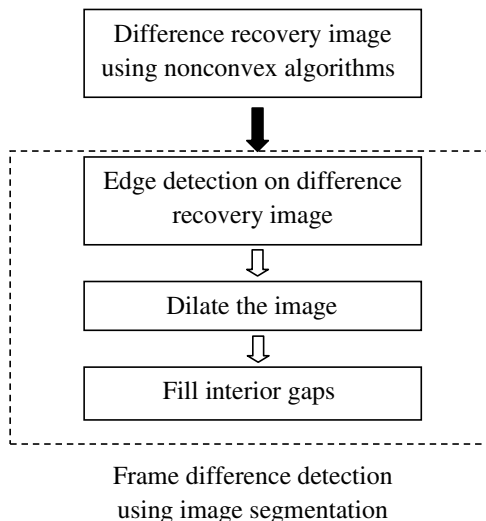 Difference recovery image
using nonconvex algorithms
Edge detection on difference
recovery image
Dilate the image
Fill interior gaps
Frame difference detection
using image segmentation